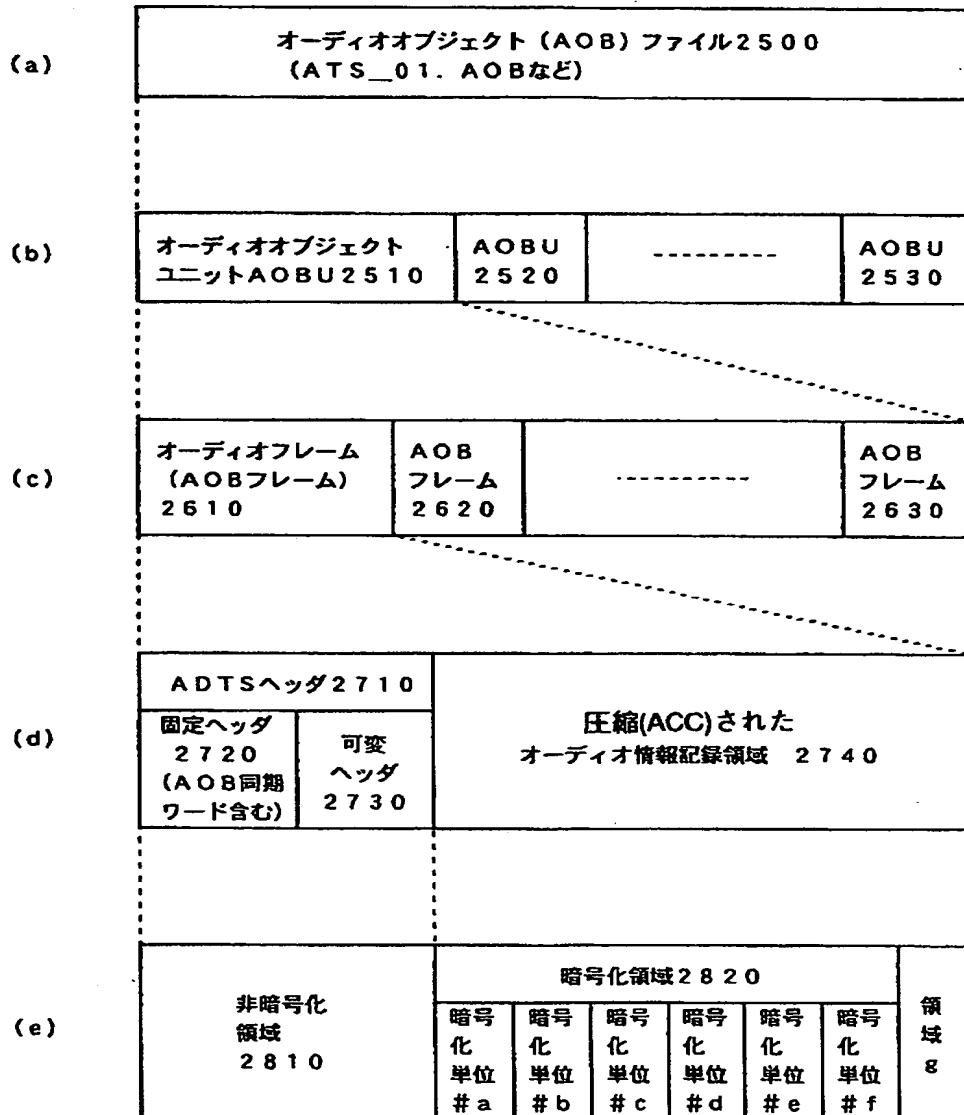 (a)
オーディオオブジェクト(AOB)ファイル2500
(ATS__01.AOBなど)
(b)
オーディオオブジェクト
ユニットAOBU2510
AOBU
2520
AOBU
2530
(c)
オーディオフレーム
(AOBフレーム)
2610
AOB
フレーム
2620
AOB
フレーム
2630
(d)
ADTSヘッダ2710
固定ヘッダ
2720
(AOB同期
ワード含む)
可変
ヘッダ
2730
圧縮(ACC)された
オーディオ情報記録領域 2740
(e)
非暗号化
領域
2810
暗号化領域2820
暗号
化
単位
#a
暗号
化
単位
#b
暗号
化
単位
#c
暗号
化
単位
#d
暗号
化
単位
#e
暗号
化
単位
#f
領
域
g